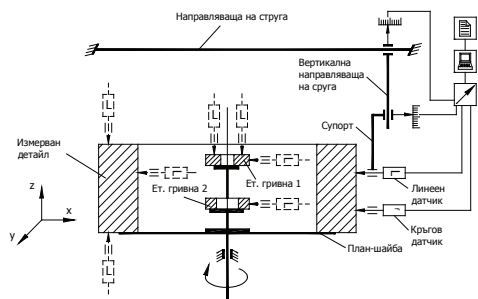 Направляваща на струга
Вертикална
направляваща
на сруга
Супорт
Измерван
детайл
Ет. гривна 1
Ет. гривна 2
Линеен
датчик
Кръгов
датчик
План-шайба
z
x
y
L
L
L
L